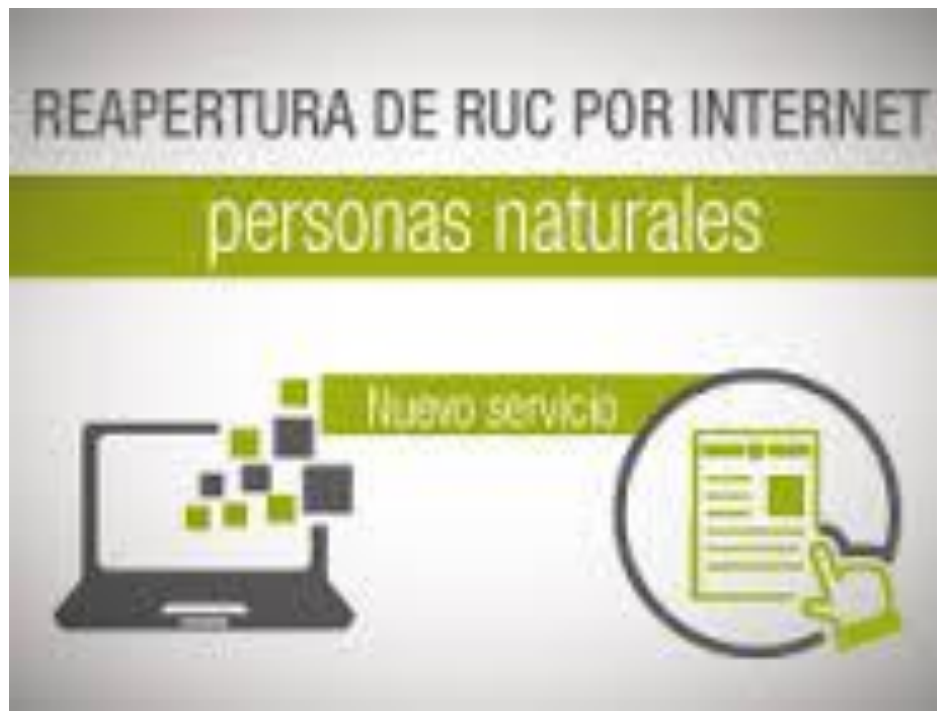 REAPERTURA DE RUC POR INTERNET
personas naturales
Nuevo servicio